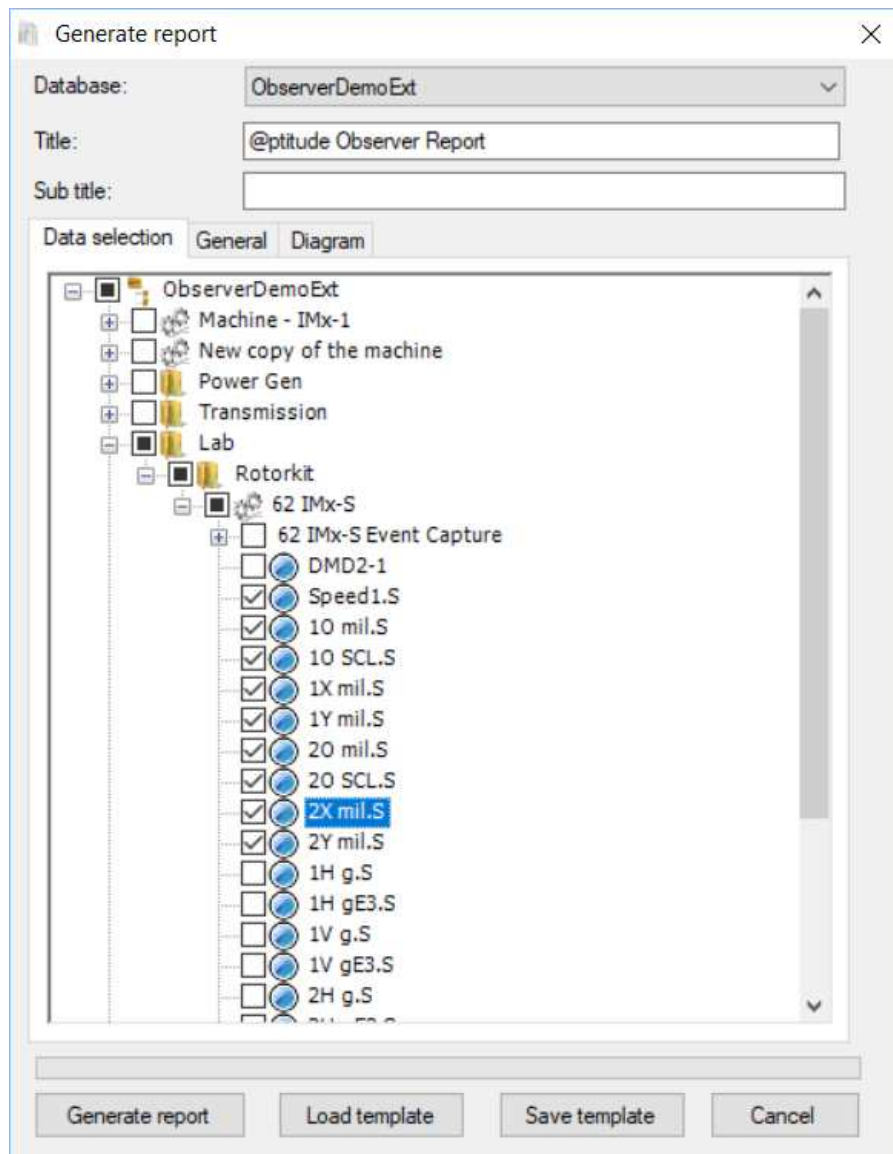 Generate report
Database: ObserverDemoExt
Title: @ptitude Observer Report
Sub title:
Data selection General Diagram
ObserverDemoExt
Machine - IMx-1
New copy of the machine
Power Gen
Transmission
Lab
Rotorkit
62 IMx-S
62 IMx-S Event Capture
DMD2-1
Speed1.S
1O mil.S
1O SCL.S
1X mil.S
1Y mil.S
2O mil.S
2O SCL.S
2X mil.S
2Y mil.S
1H g.S
1H gE3.S
1V g.S
1V gE3.S
2H g.S
Generate report Load template Save template Cancel